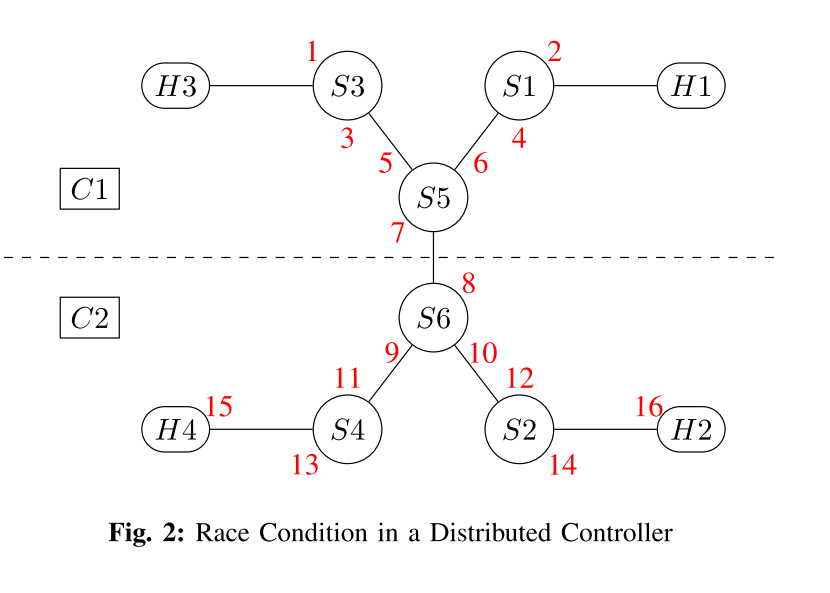 1 2
H3 S3 S1 H1
3 4
5 6
C1 S5
7
8
C2 S6
9 10
11 12
15 16
H4 S4 S2 H2
13 14
Fig. 2: Race Condition in a Distributed Controller